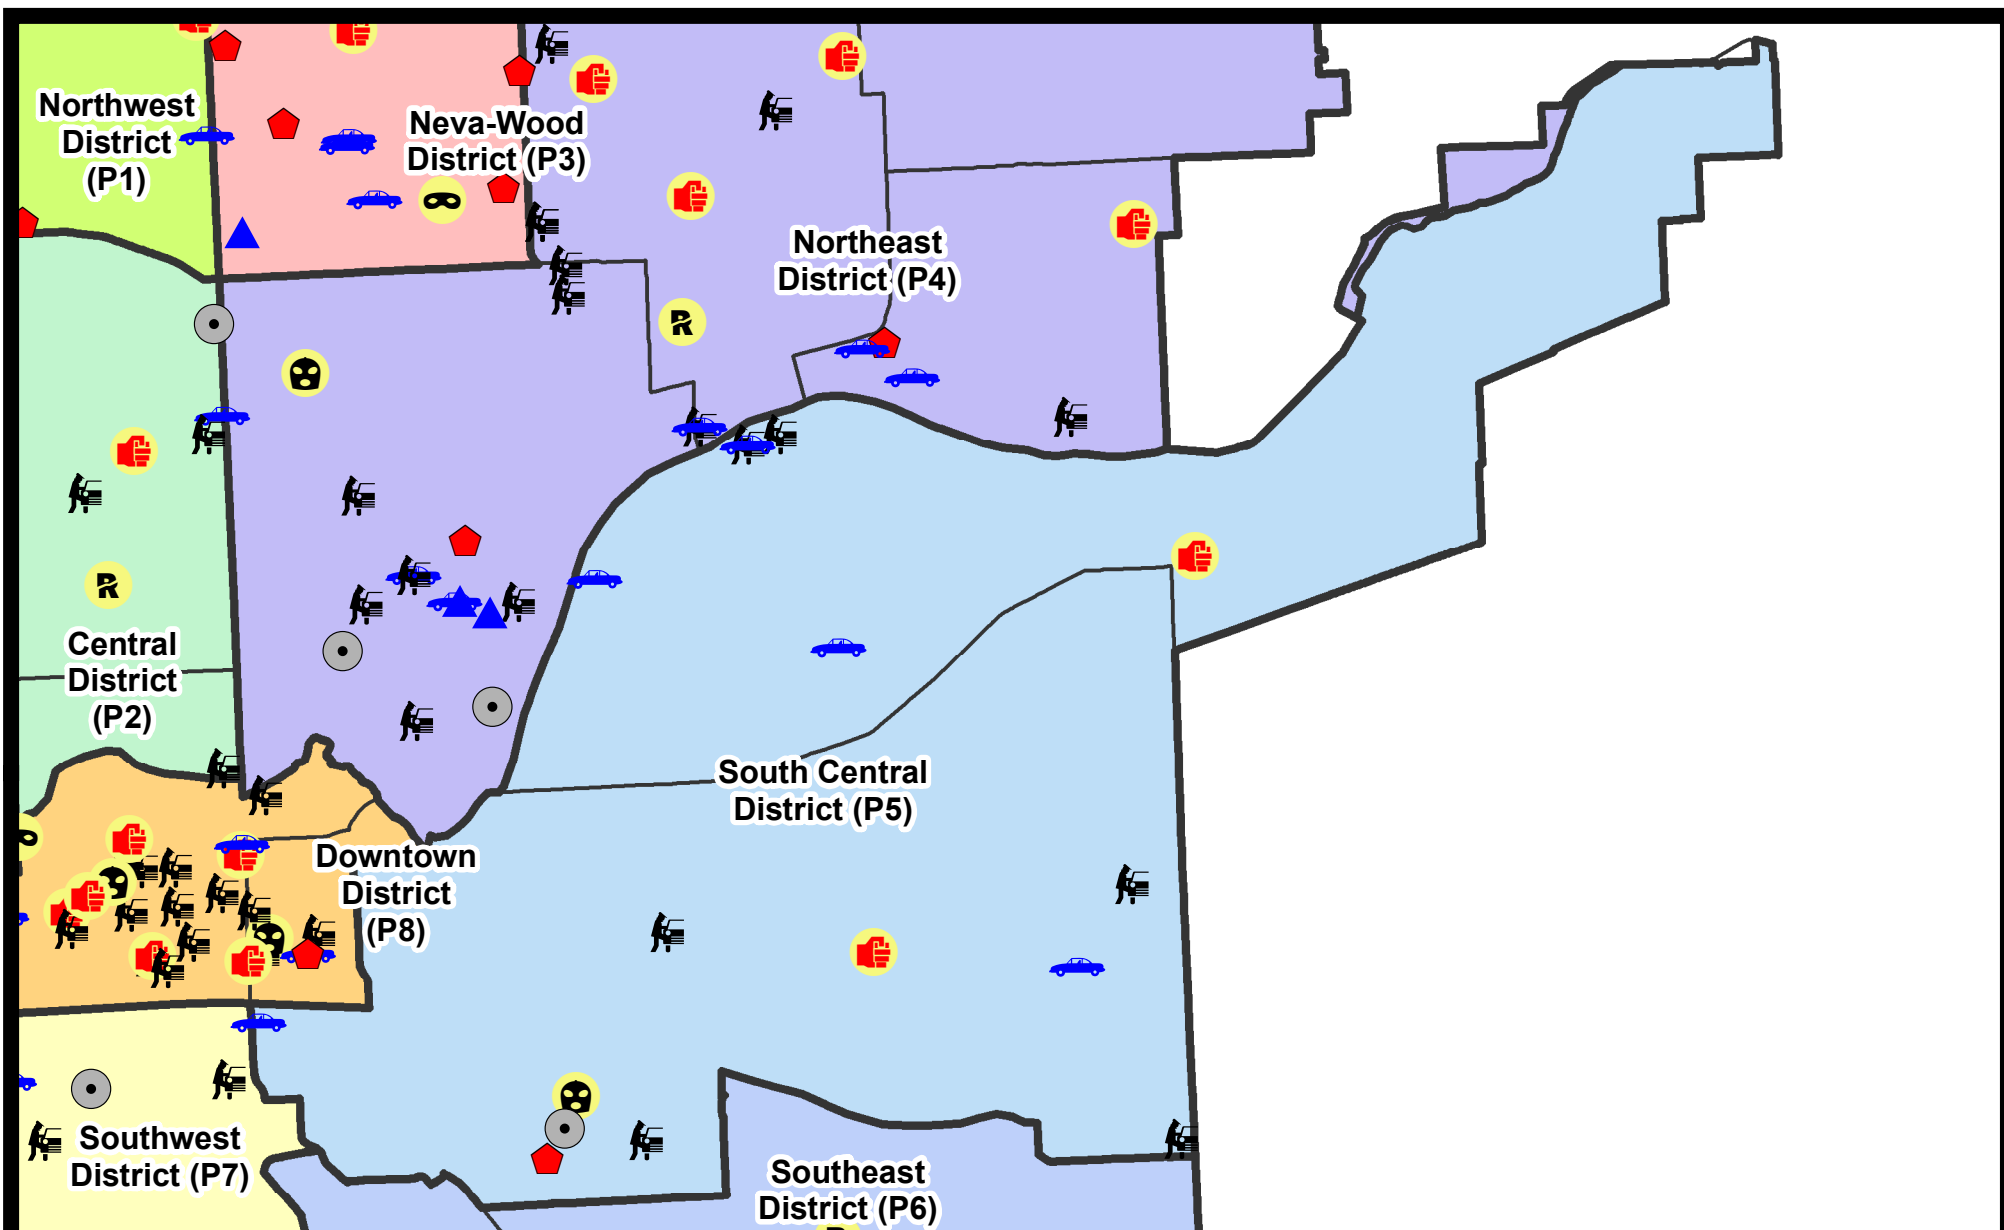 Northwest
District
(P1)
Neva-Wood
District (P3)
Northeast
District (P4)
R
R
Central
District
(P2)
South Central
District (P5)
Downtown
District
(P8)
Southwest
District (P7)
Southeast
District (P6)